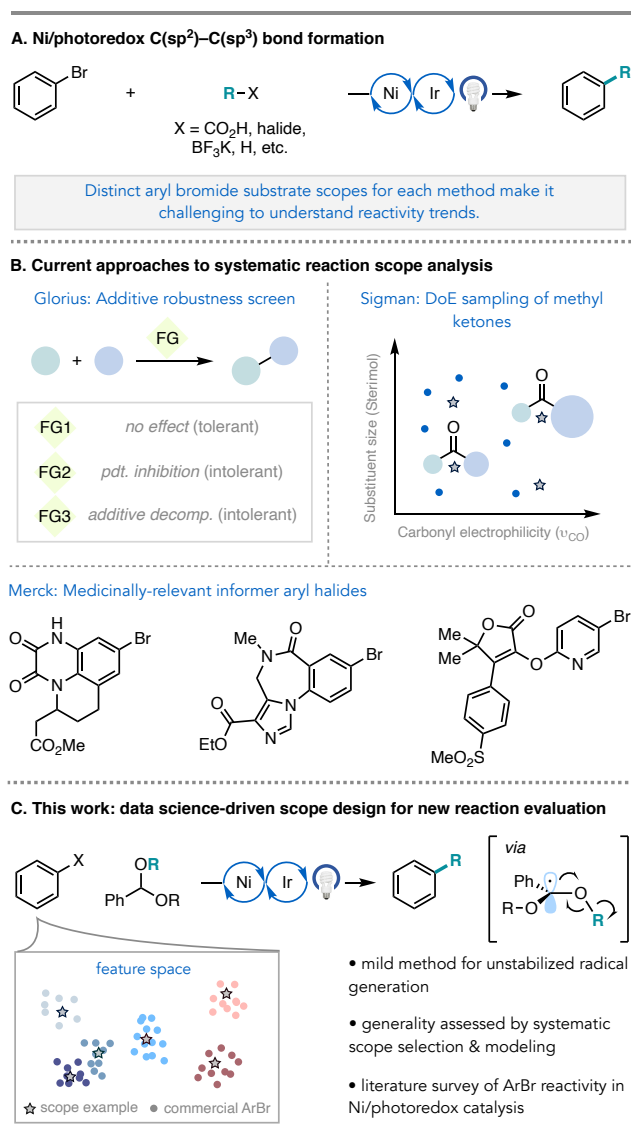 A. Ni/photoredox C(sp²)–C(sp³) bond formation
Br
+
R–X
Ni
Ir
R
X = CO₂H, halide,
BF₃K, H, etc.
Distinct aryl bromide substrate scopes for each method make it
challenging to understand reactivity trends.
B. Current approaches to systematic reaction scope analysis
Glorius: Additive robustness screen
FG
+
FG1 no effect (tolerant)
FG2 pdt. inhibition (intolerant)
FG3 additive decomp. (intolerant)
Sigman: DoE sampling of methyl
ketones
Substituent size (Sterimol)
O
O
Carbonyl electrophilicity (υCO)
Merck: Medicinally-relevant informer aryl halides
H
N
O
O
N
Br
CO₂Me
Me
N
O
Br
N
N
O
EtO
O
O
Me
Me
O
N
Br
MeO₂S
C. This work: data science-driven scope design for new reaction evaluation
X
OR
Ph
OR
Ni
Ir
R
via
Ph
R–O
O
R
feature space
scope example
commercial ArBr
• mild method for unstabilized radical
generation
• generality assessed by systematic
scope selection & modeling
• literature survey of ArBr reactivity in
Ni/photoredox catalysis